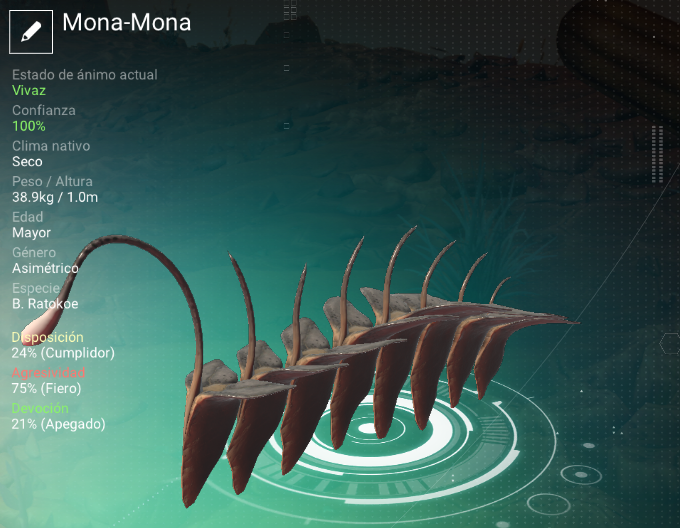 Mona-Mona
Estado de ánimo actual
Vivaz
Confianza
100%
Clima nativo
Seco
Peso / Altura
38.9kg / 1.0m
Edad
Mayor
Género
Asimétrico
Especie
B. Ratokoe
Disposición
24% (Cumplidor)
Agresividad
75% (Fiero)
Devoción
21% (Apegado)